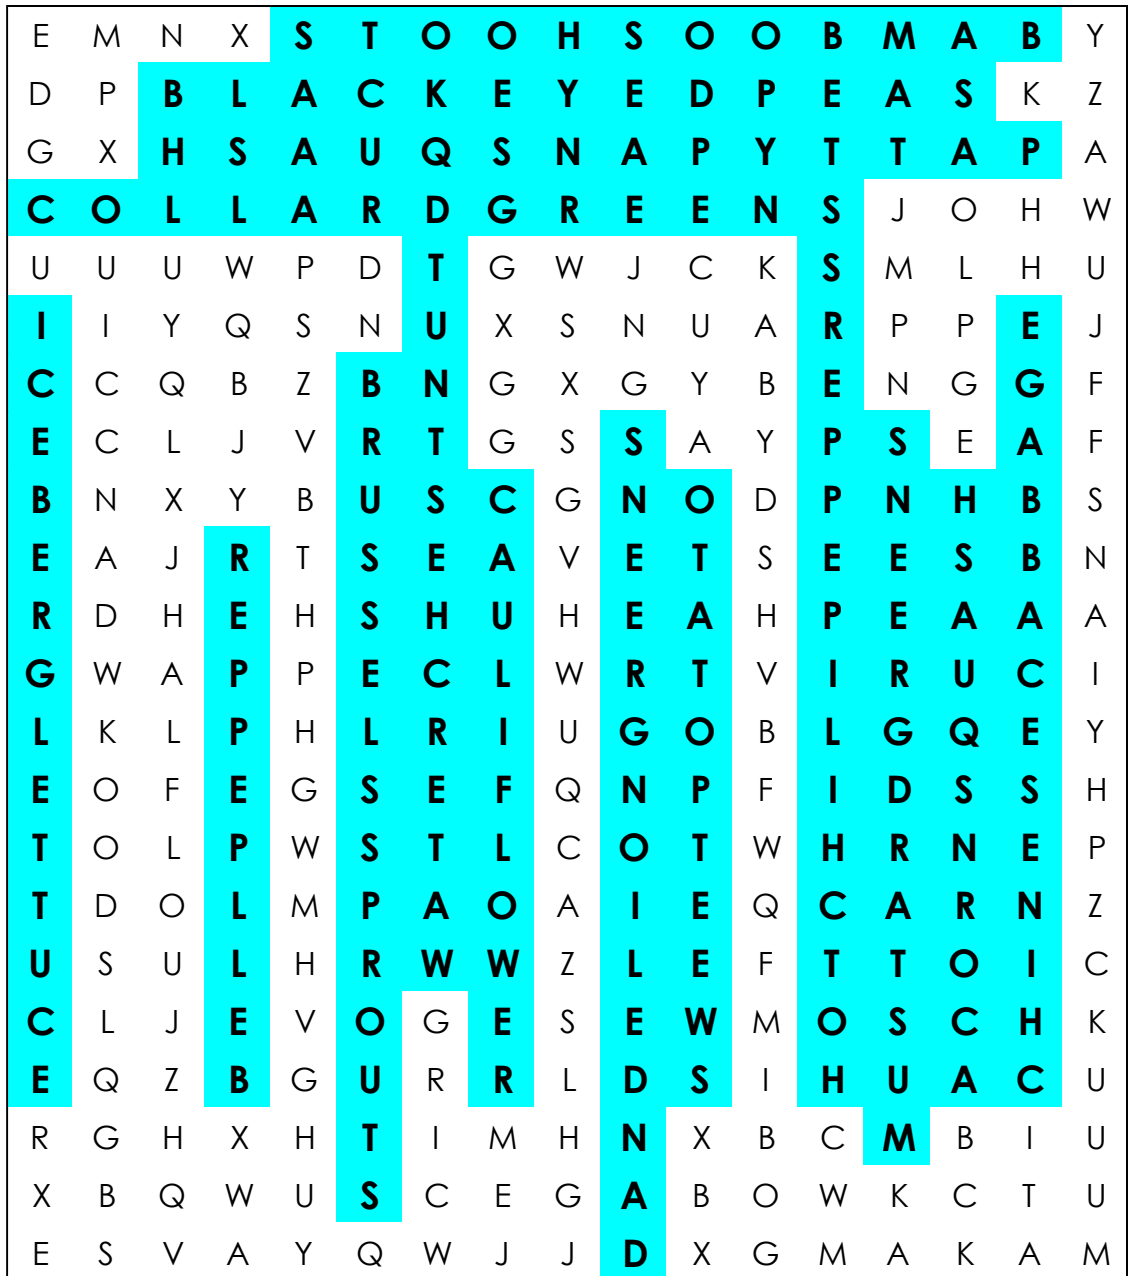 E M N X S T O O H S O O B M A B Y
D P B L A C K E Y E D P E A S K Z
G X H S A U Q S N A P Y T T A P A
C O L L A R D G R E E N S J O H W
U U U W P D T G W J C K S M L H U
I I Y Q S N U X S N U A R P P E J
C C Q B Z B N G X G Y B E N G G F
E C L J V R T G S S A Y P S E A F
B N X Y B U S C G N O D P N H B S
E A J R T S E A V E T S E E S B N
R D H E H S H U H E A H P E A A A
G W A P P E C L W R T V I R U C I
L K L P H L R I U G O B L G Q E Y
E O F E G S E F Q N P F I D S S H
T O L P W S T L C O T W H R N E P
T D O L M P A O A I E Q C A R N Z
U S U L H R W W Z L E F T T O I C
C L J E V O G E S E W M O S C H K
E Q Z B G U R R L D S I H U A C U
R G H X H T I M H N X B C M B I U
X B Q W U S C E G A B O W K C T U
E S V A Y Q W J J D X G M A K A M